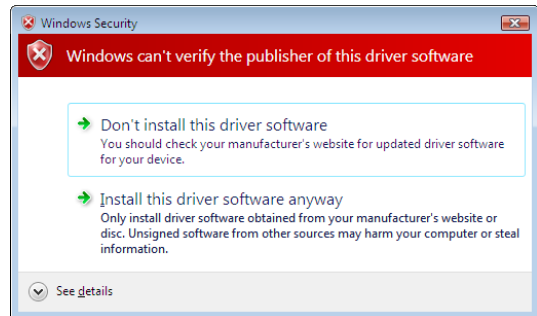 Windows Security
Windows can't verify the publisher of this driver software
Don't install this driver software
You should check your manufacturer's website for updated driver software
for your device.
Install this driver software anyway
Only install driver software obtained from your manufacturer's website or
disc. Unsigned software from other sources may harm your computer or steal
information.
See details